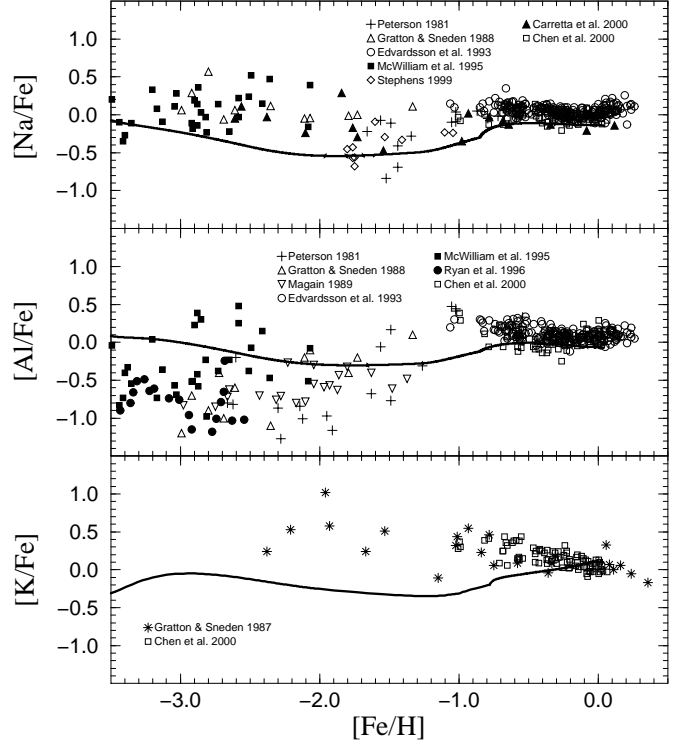 Peterson 1981
Gratton & Sneden 1988
Edvardsson et al. 1993
McWilliam et al. 1995
Stephens 1999
Carretta et al. 2000
Chen et al. 2000
[Na/Fe]
1.0
0.5
0.0
−0.5
−1.0
Peterson 1981
Gratton & Sneden 1988
Magain 1989
Edvardsson et al. 1993
McWilliam et al. 1995
Ryan et al. 1996
Chen et al. 2000
[Al/Fe]
1.0
0.5
0.0
−0.5
−1.0
[K/Fe]
1.0
0.5
0.0
−0.5
−1.0
Gratton & Sneden 1987
Chen et al. 2000
−3.0 −2.0 −1.0 0.0
[Fe/H]